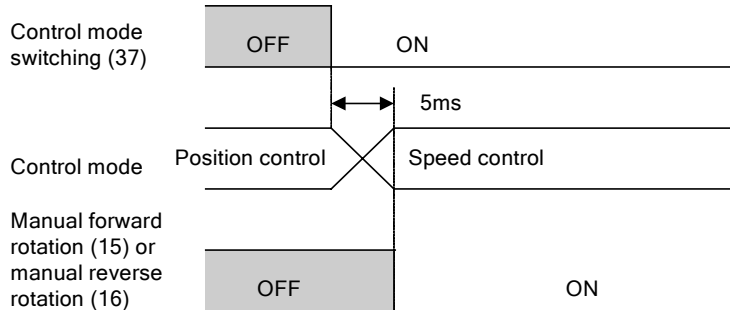 Control mode
switching (37)
OFF
ON
5ms
Control mode
Position control
Speed control
Manual forward
rotation (15) or
manual reverse
rotation (16)
OFF
ON